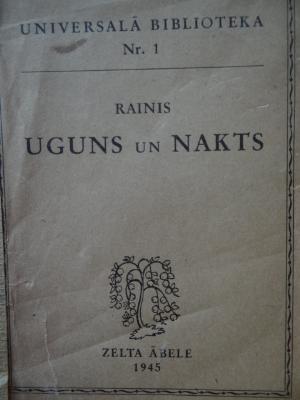 UNIVERSALĀ BIBLIOTEKA
Nr. 1
RAINIS
UGUNS UN NAKTS
ZELTA ĀBELE
1945